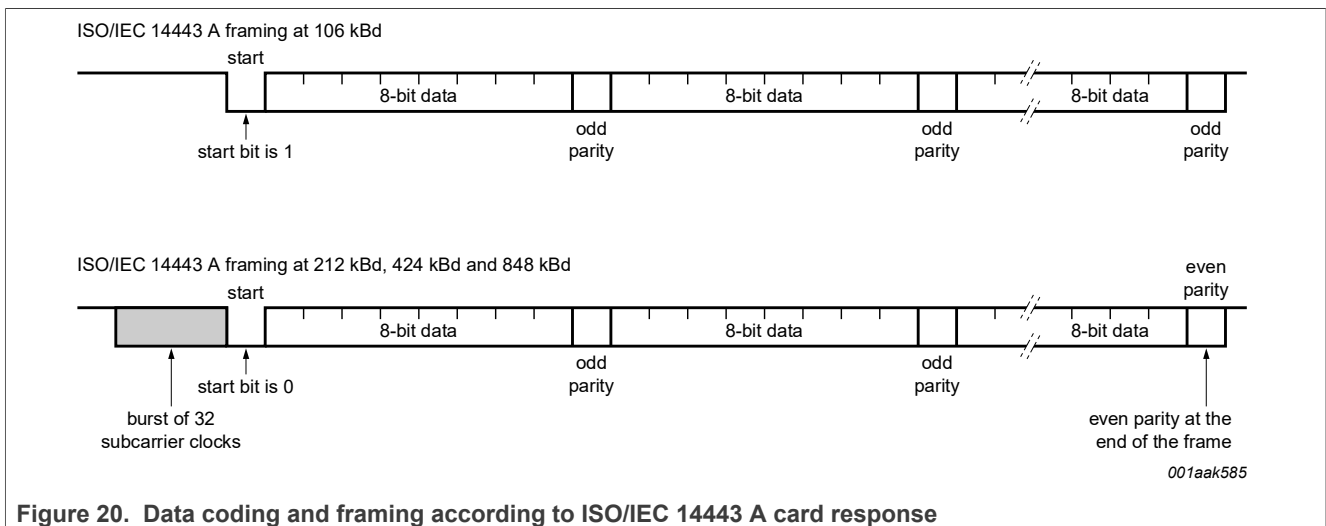 ISO/IEC 14443 A framing at 106 kBd
start
8-bit data
8-bit data
8-bit data
start bit is 1
odd
parity
odd
parity
odd
parity
ISO/IEC 14443 A framing at 212 kBd, 424 kBd and 848 kBd
even
parity
start
8-bit data
8-bit data
8-bit data
start bit is 0
odd
parity
odd
parity
burst of 32
subcarrier clocks
even parity at the
end of the frame
001aak585
Figure 20. Data coding and framing according to ISO/IEC 14443 A card response